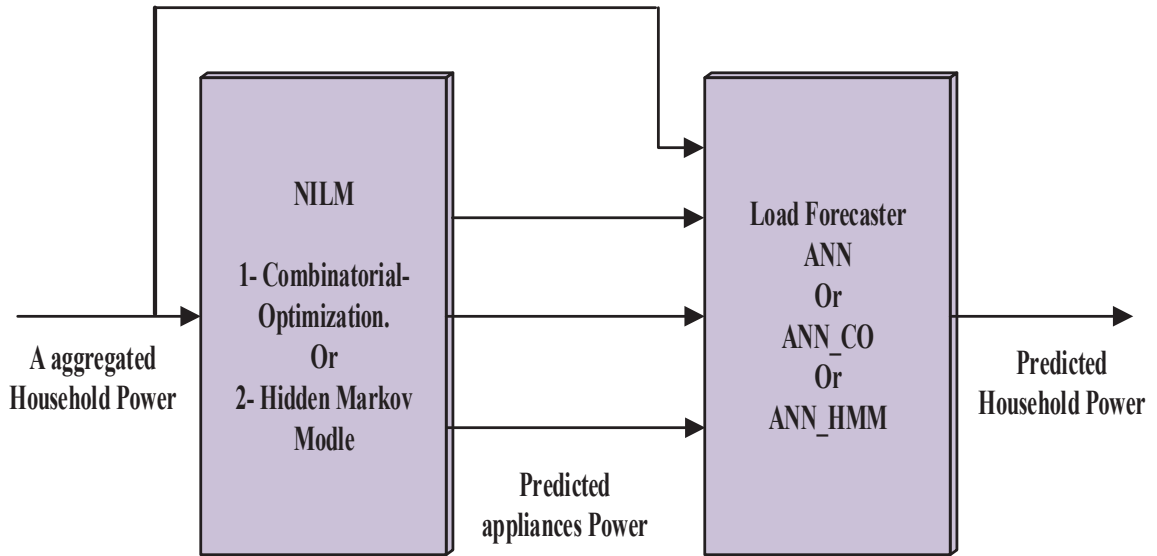 A aggregated
Household Power
NILM
1- Combinatorial-
Optimization.
Or
2- Hidden Markov
Modle
Predicted
appliances Power
Load Forecaster
ANN
Or
ANN_CO
Or
ANN_HMM
Predicted
Household Power